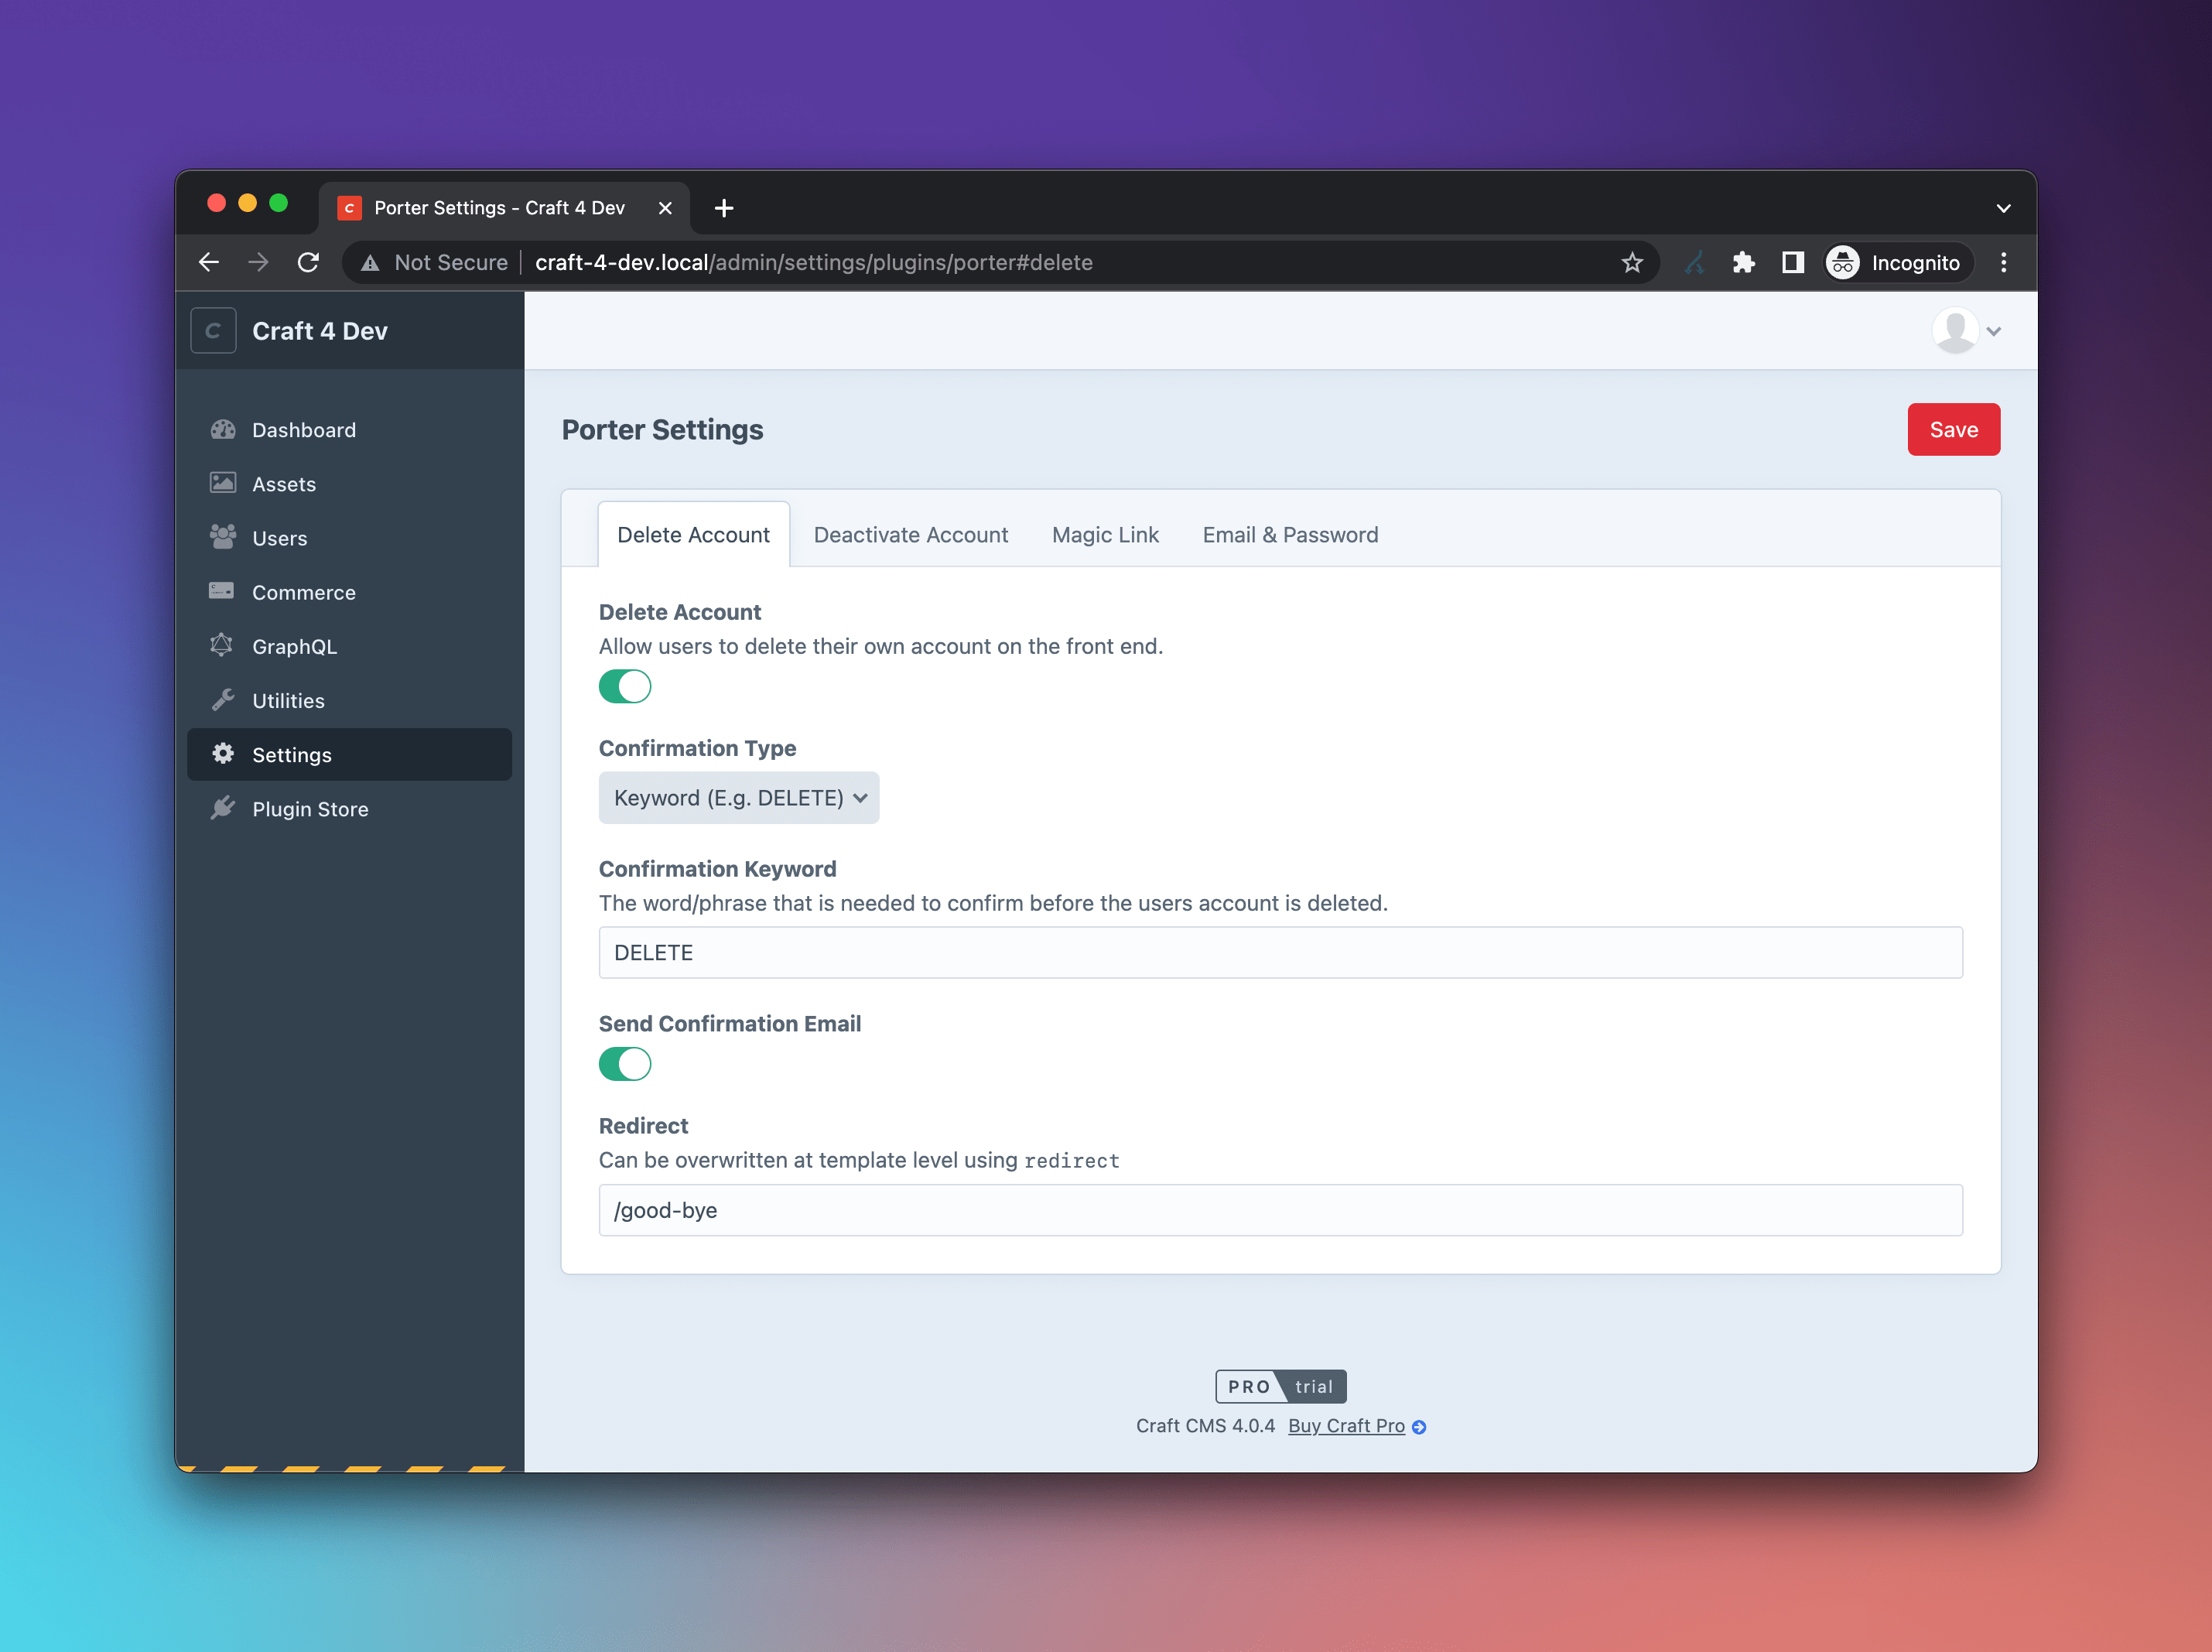 Porter Settings - Craft 4 Dev
Not Secure craft-4-dev.local/admin/settings/plugins/porter#delete
Incognito
C Craft 4 Dev
Dashboard
Assets
Users
Commerce
GraphQL
Utilities
Settings
Plugin Store
Porter Settings
Save
Delete Account Deactivate Account Magic Link Email & Password
Delete Account
Allow users to delete their own account on the front end.
Confirmation Type
Keyword (E.g. DELETE)
Confirmation Keyword
The word/phrase that is needed to confirm before the users account is deleted.
DELETE
Send Confirmation Email
Redirect
Can be overwritten at template level using redirect
/good-bye
PRO trial
Craft CMS 4.0.4 Buy Craft Pro